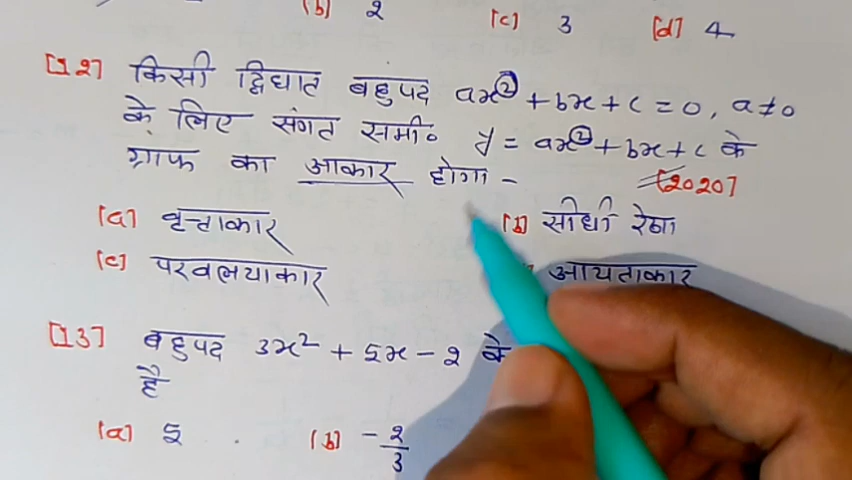 [b] 2 [c] 3 [d] 4
[12] किसी द्विघात बहुपद ax² + bx + c = 0, a ≠ 0
के लिए संगत समी० y = ax² + bx + c के
ग्राफ का आकार होगा - [2020]
[a] वृत्ताकार [b] सीधी रेखा
[c] परवलयाकार आयताकार
[13] बहुपद 3x² + 5x - 2 के
है
[a] 5 [b] -2/3